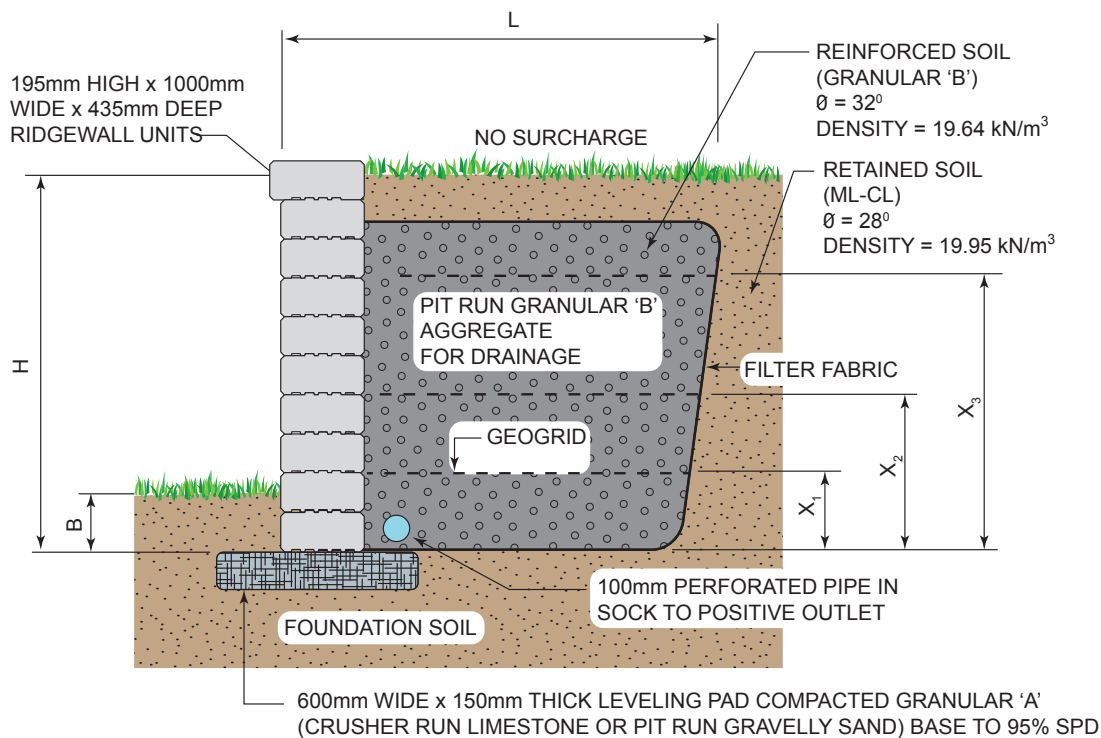 L
195mm HIGH x 1000mm
WIDE x 435mm DEEP
RIDGEWALL UNITS
NO SURCHARGE
REINFORCED SOIL
(GRANULAR ‘B’)
Ø = 32⁰
DENSITY = 19.64 kN/m³
RETAINED SOIL
(ML-CL)
Ø = 28⁰
DENSITY = 19.95 kN/m³
PIT RUN GRANULAR ‘B’
AGGREGATE
FOR DRAINAGE
H
FILTER FABRIC
X₃
GEOGRID
X₂
X₁
B
100mm PERFORATED PIPE IN
SOCK TO POSITIVE OUTLET
FOUNDATION SOIL
600mm WIDE x 150mm THICK LEVELING PAD COMPACTED GRANULAR ‘A’
(CRUSHER RUN LIMESTONE OR PIT RUN GRAVELLY SAND) BASE TO 95% SPD